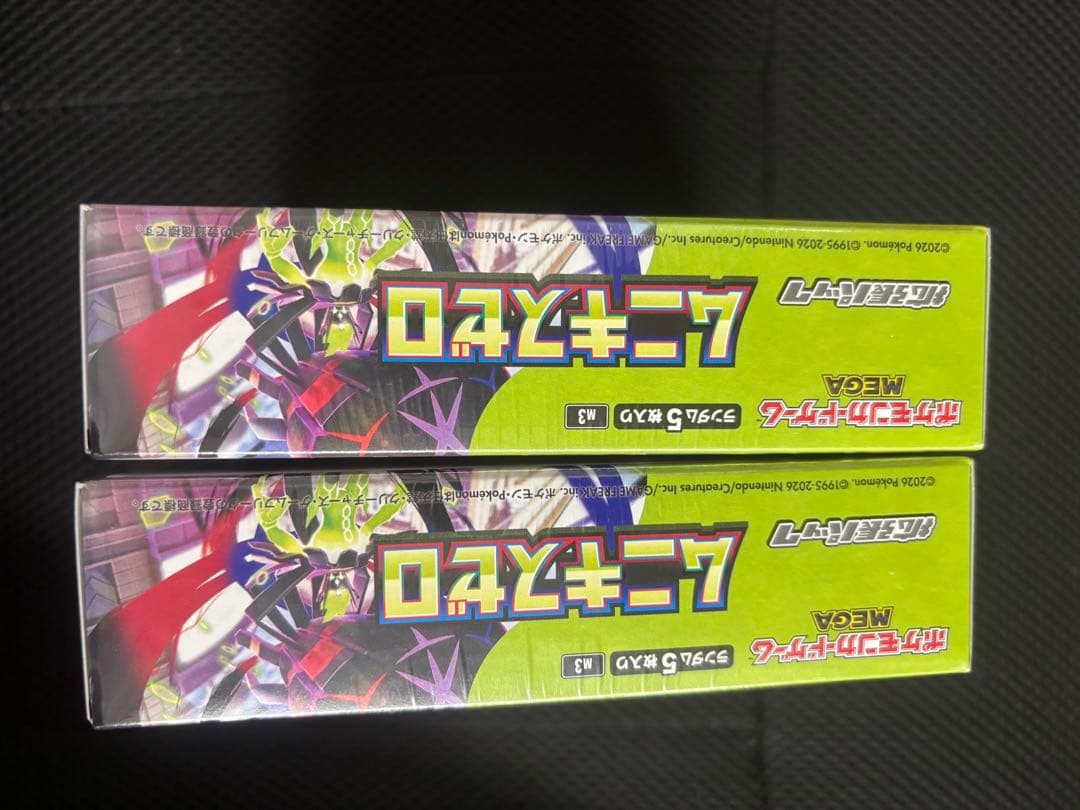 ポケモンカードゲーム
MEGA
ランダム5枚入り
M3
拡張パック
ムニキスゼロ
©2026 Pokémon. ©1995-2026 Nintendo/Creatures Inc./GAME FREAK inc. ポケモン・Pokémonは任天堂・クリーチャーズ・ゲームフリークの登録商標です。
ポケモンカードゲーム
MEGA
ランダム5枚入り
M3
拡張パック
ムニキスゼロ
©2026 Pokémon. ©1995-2026 Nintendo/Creatures Inc./GAME FREAK inc. ポケモン・Pokémonは任天堂・クリーチャーズ・ゲームフリークの登録商標です。